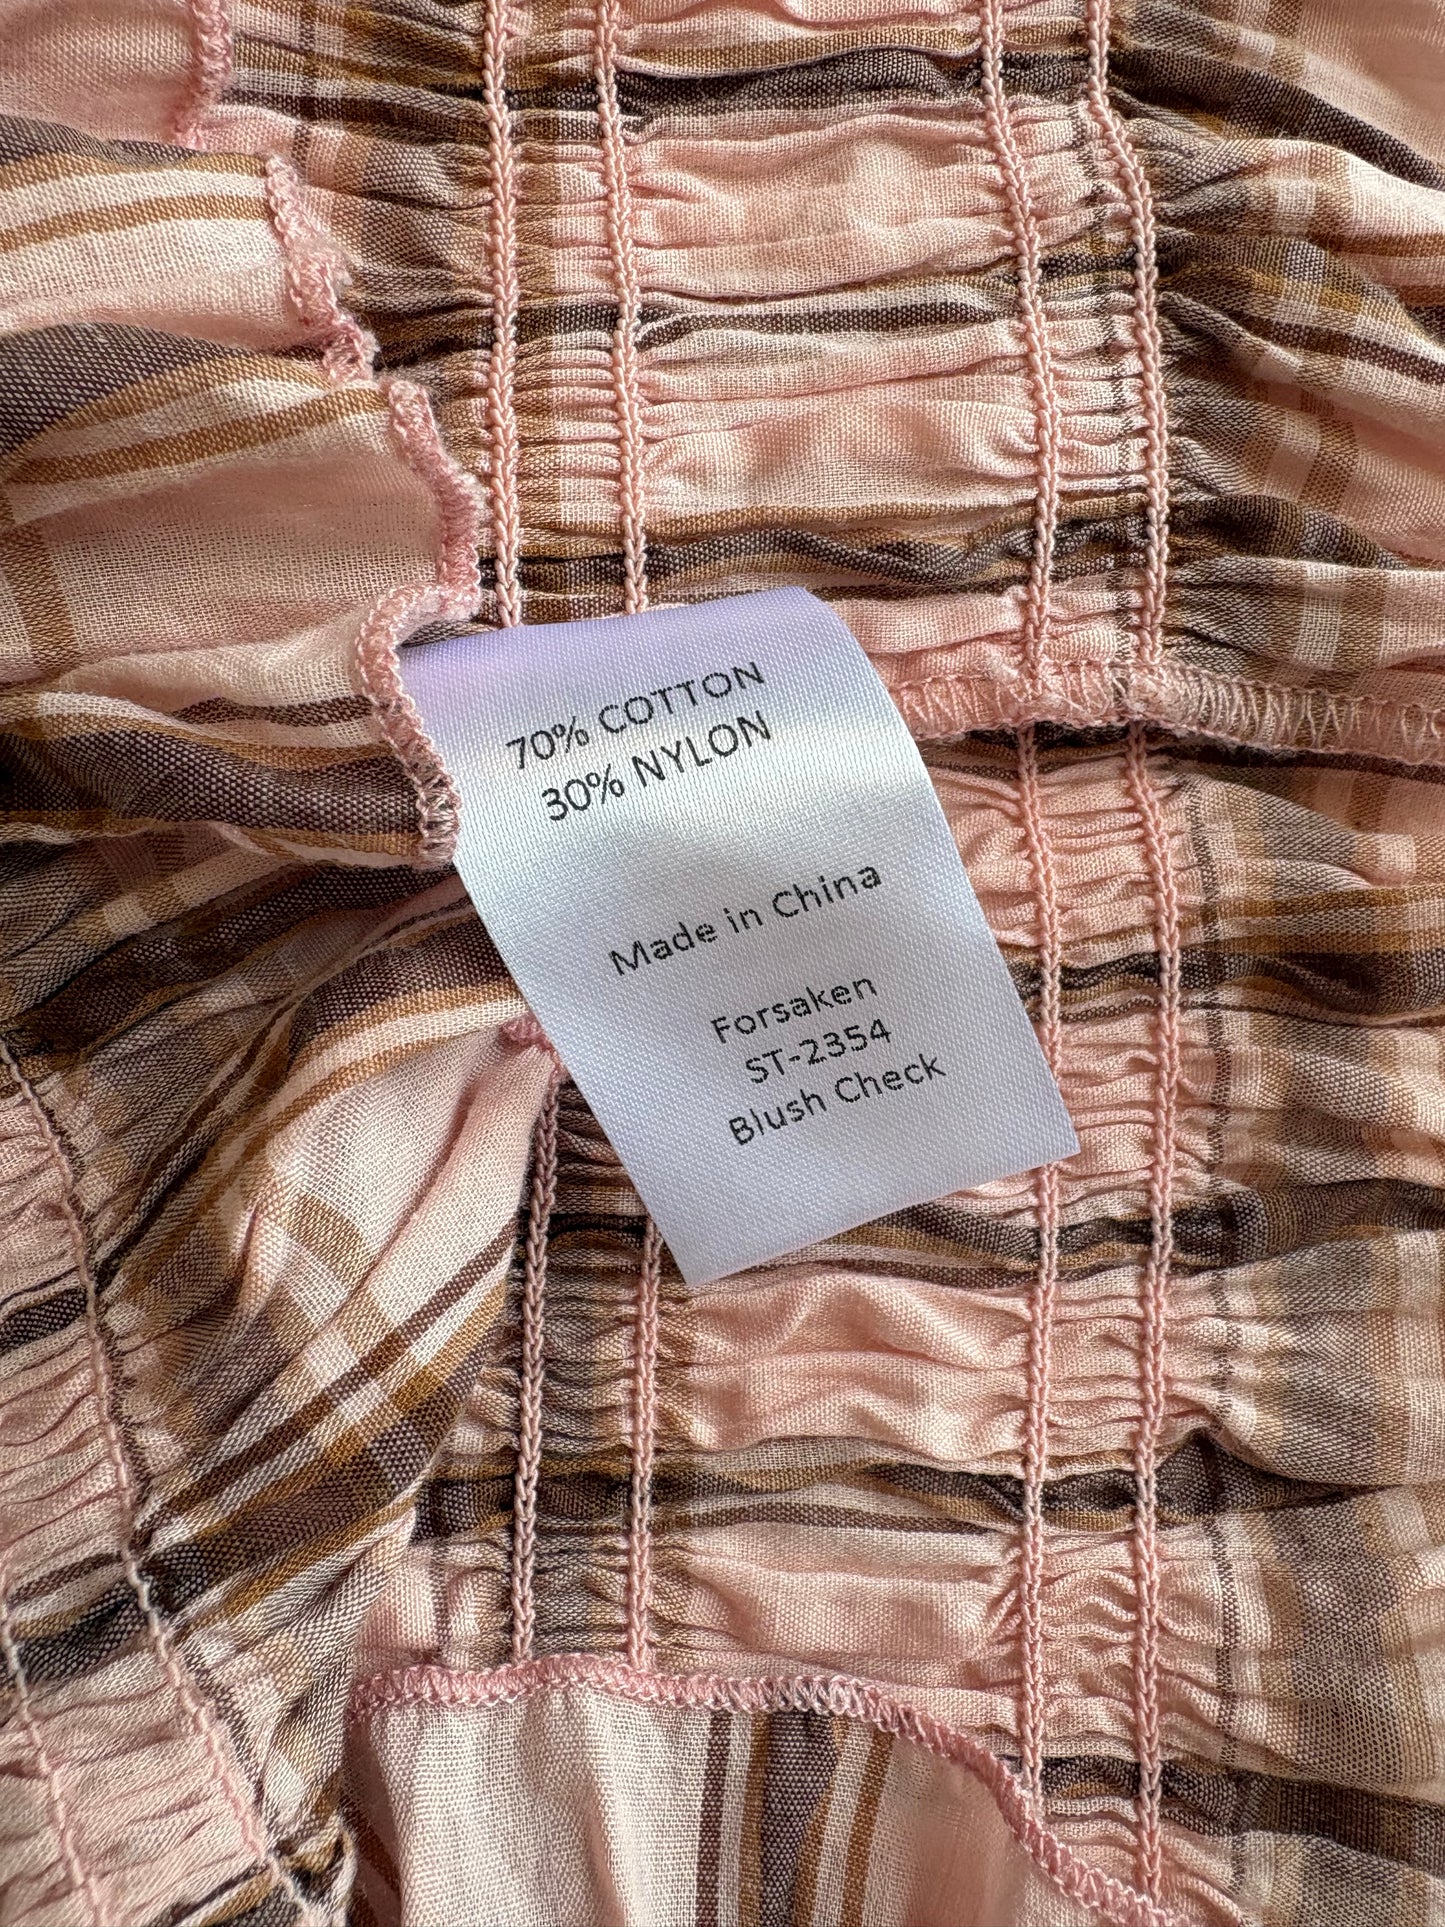 70% COTTON
30% NYLON
Made in China
Forsaken
ST-2354
Blush Check